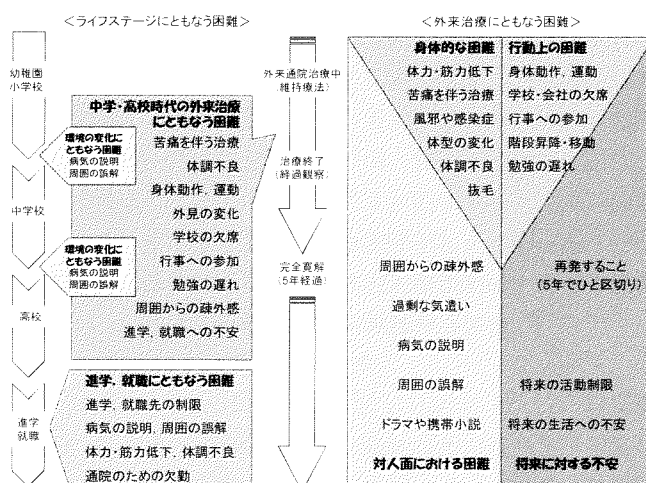 ＜ライフステージにともなう困難＞
幼稚園
小学校
中学校
高校
進学
就職
環境の変化に
ともなう困難
病気の説明
周囲の誤解
環境の変化に
ともなう困難
病気の説明
周囲の誤解
中学・高校時代の外来治療
にともなう困難
苦痛を伴う治療
体調不良
身体動作、運動
外見の変化
学校の欠席
行事への参加
勉強の遅れ
周囲からの疎外感
進学、就職への不安
進学、就職にともなう困難
進学、就職先の制限
病気の説明、周囲の誤解
体力・筋力低下、体調不良
通院のための欠勤
＜外来治療にともなう困難＞
外来通院治療中
（維持療法）
治療終了
（経過観察）
完全寛解
（5年経過）
身体的な困難
体力・筋力低下
苦痛を伴う治療
風邪や感染症
体型の変化
体調不良
抜毛
行動上の困難
身体動作、運動
学校・会社の欠席
行事への参加
階段昇降・移動
勉強の遅れ
周囲からの疎外感
過剰な気遣い
病気の説明
周囲の誤解
ドラマや携帯小説
対人面における困難
再発すること
（5年でひと区切り）
将来の活動制限
将来の生活への不安
将来に対する不安